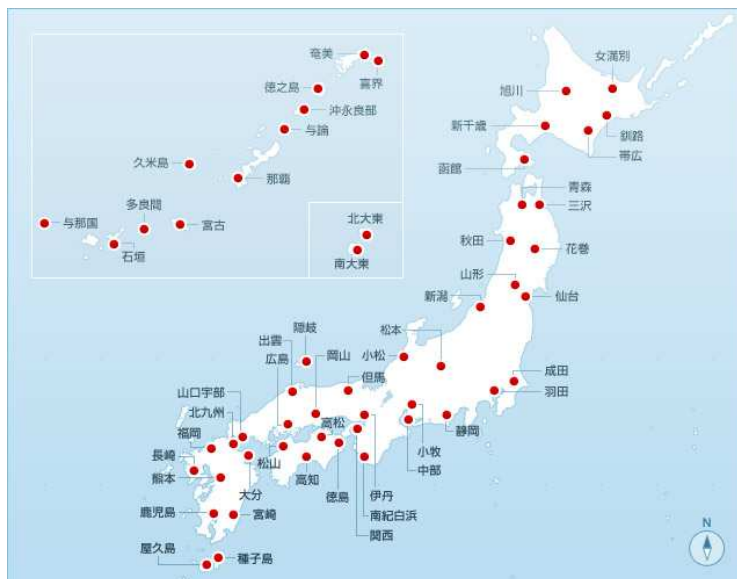 奄美
喜界
徳之島
沖永良部
与論
久米島
那覇
与那国
多良間
宮古
石垣
北大東
南大東
女満別
旭川
新千歳
釧路
帯広
函館
青森
三沢
秋田
花巻
山形
新潟
仙台
松本
隠岐
出雲
広島
岡山
小松
但馬
成田
羽田
山口宇部
北九州
福岡
高松
小牧
静岡
長崎
松山
中部
熊本
高知
大分
徳島
伊丹
鹿児島
宮崎
南紀白浜
関西
屋久島
種子島
N